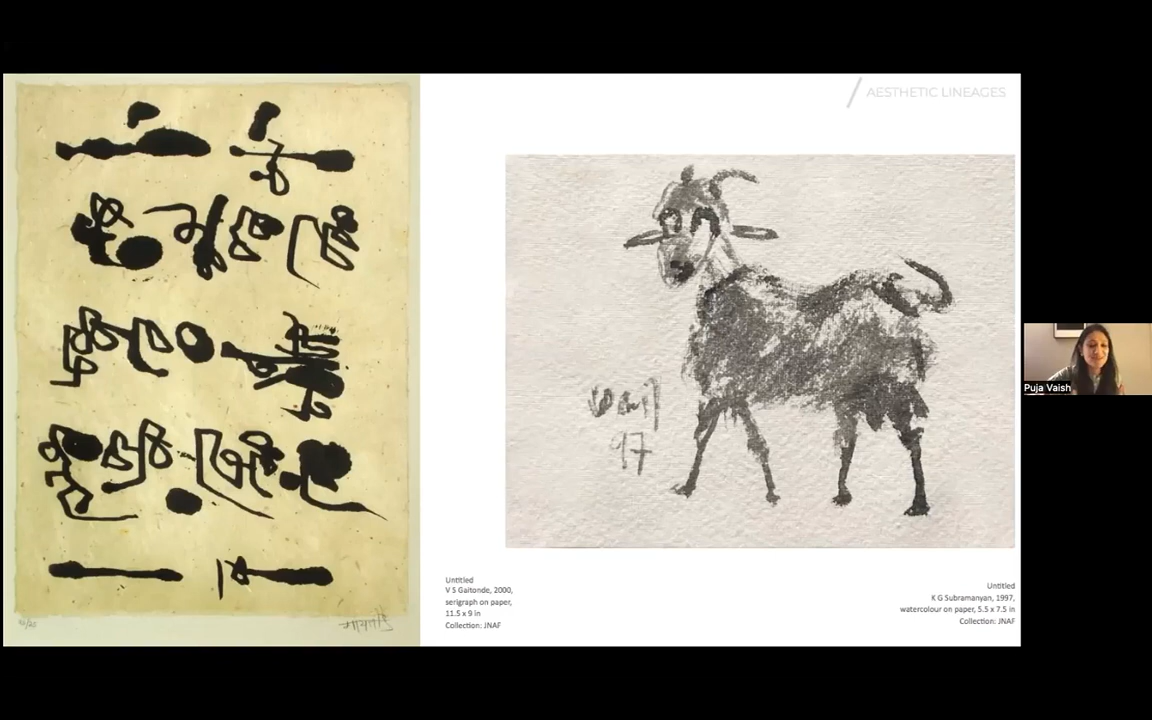 AESTHETIC LINEAGES
97
Untitled
V S Gaitonde, 2000,
serigraph on paper,
11.5 x 9 in
Collection: JNAF
Untitled
K G Subramanyan, 1997,
watercolour on paper, 5.5 x 7.5 in
Collection: JNAF
Puja Vaish